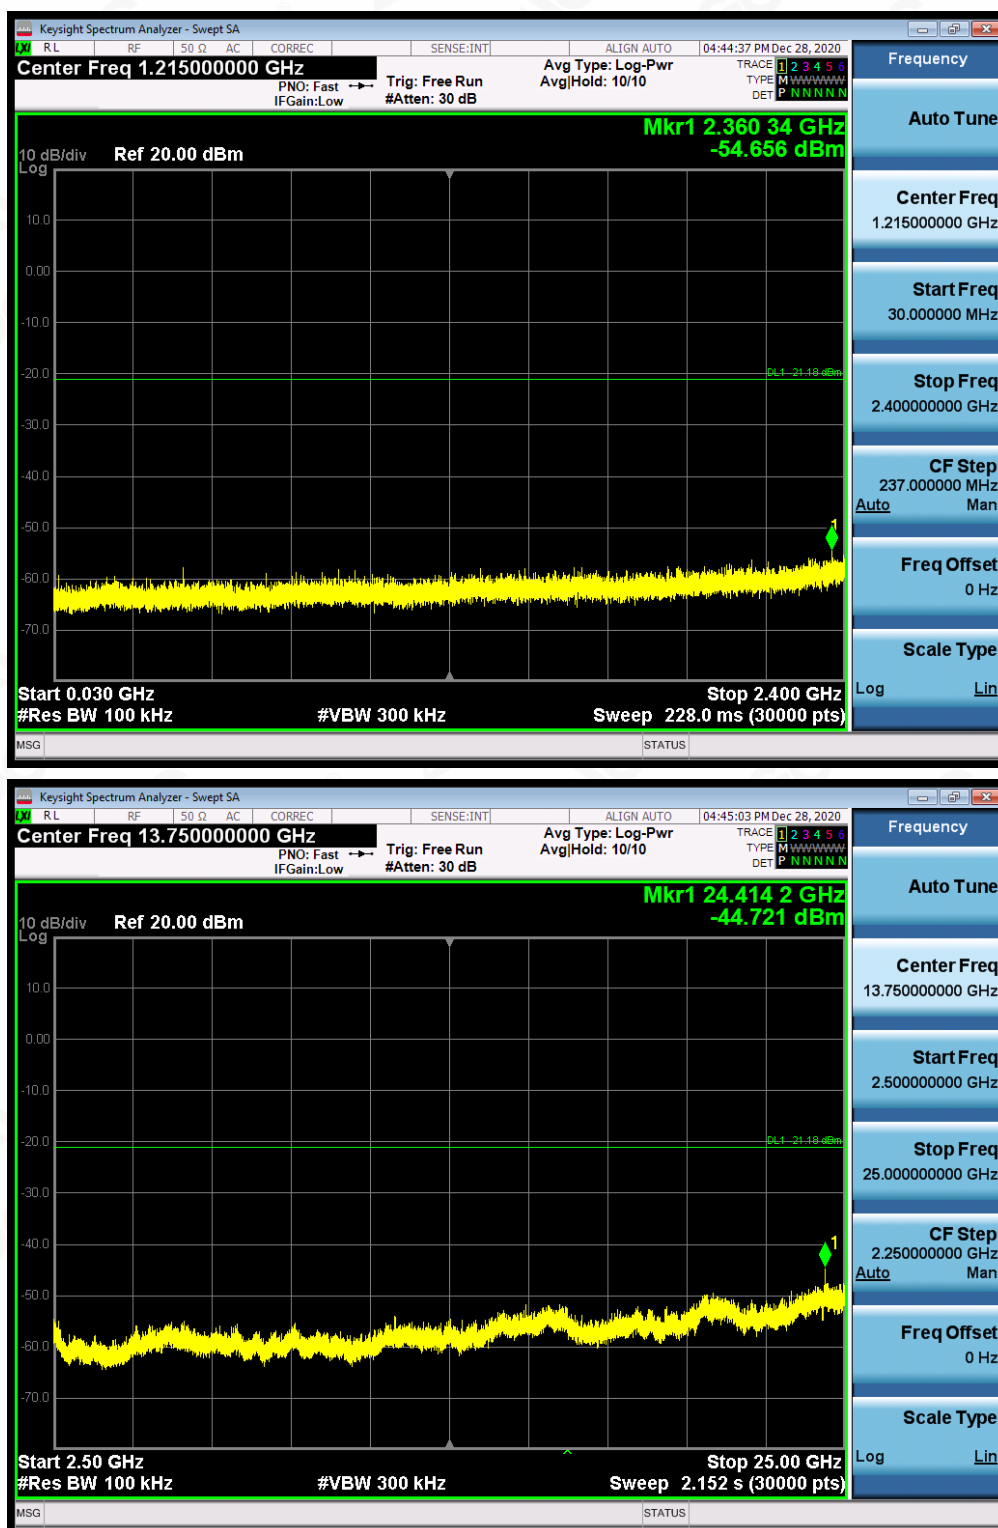 Keysight Spectrum Analyzer - Swept SA
LXI RL RF 50 Ω AC CORREC SENSE:INT ALIGN AUTO 04:44:37 PM Dec 28, 2020
Center Freq 1.215000000 GHz
PNO: Fast
IFGain:Low
Trig: Free Run
#Atten: 30 dB
Avg Type: Log-Pwr
Avg|Hold: 10/10
TRACE 1 2 3 4 5 6
TYPE M WWWWW
DET P N N N N N
Mkr1 2.360 34 GHz
-54.656 dBm
10 dB/div Ref 20.00 dBm
Log
10.0
0.00
-10.0
-20.0
DL1 -21.18 dBm
-30.0
-40.0
-50.0
1
-60.0
-70.0
Start 0.030 GHz Stop 2.400 GHz
#Res BW 100 kHz #VBW 300 kHz Sweep 228.0 ms (30000 pts)
MSG STATUS
Frequency
Auto Tune
Center Freq
1.215000000 GHz
Start Freq
30.000000 MHz
Stop Freq
2.400000000 GHz
CF Step
237.000000 MHz
Auto Man
Freq Offset
0 Hz
Scale Type
Log Lin
Keysight Spectrum Analyzer - Swept SA
LXI RL RF 50 Ω AC CORREC SENSE:INT ALIGN AUTO 04:45:03 PM Dec 28, 2020
Center Freq 13.750000000 GHz
PNO: Fast
IFGain:Low
Trig: Free Run
#Atten: 30 dB
Avg Type: Log-Pwr
Avg|Hold: 10/10
TRACE 1 2 3 4 5 6
TYPE M WWWWW
DET P N N N N N
Mkr1 24.414 2 GHz
-44.721 dBm
10 dB/div Ref 20.00 dBm
Log
10.0
0.00
-10.0
-20.0
DL1 -21.18 dBm
-30.0
-40.0
1
-50.0
-60.0
-70.0
Start 2.50 GHz Stop 25.00 GHz
#Res BW 100 kHz #VBW 300 kHz Sweep 2.152 s (30000 pts)
MSG STATUS
Frequency
Auto Tune
Center Freq
13.750000000 GHz
Start Freq
2.500000000 GHz
Stop Freq
25.000000000 GHz
CF Step
2.250000000 GHz
Auto Man
Freq Offset
0 Hz
Scale Type
Log Lin